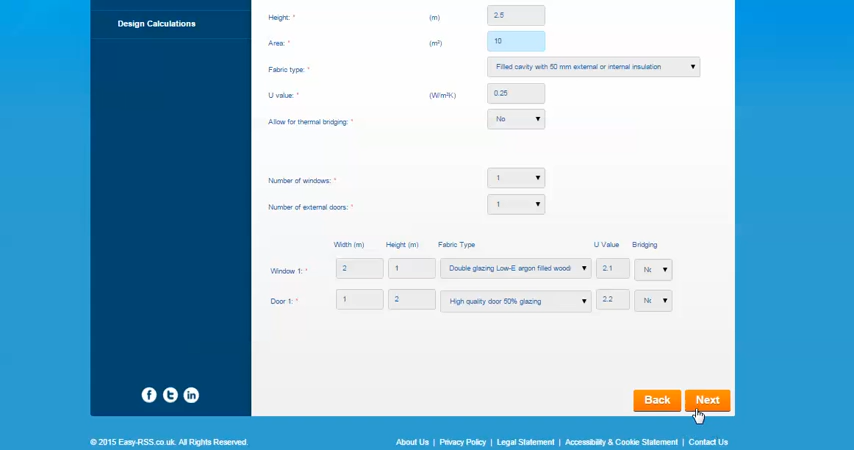 Design Calculations
Height: * (m) 2.5
Area: * (m²) 10
Fabric type: * Filled cavity with 50 mm external or internal insulation
U value: * (W/m²K) 0.25
Allow for thermal bridging: * No
Number of windows: * 1
Number of external doors: * 1
Width (m) Height (m) Fabric Type U Value Bridging
Window 1: * 2 1 Double glazing Low-E argon filled woodi 2.1 Nc
Door 1: * 1 2 High quality door 50% glazing 2.2 Nc
Back Next
© 2015 Easy-RSS.co.uk. All Rights Reserved. About Us | Privacy Policy | Legal Statement | Accessibility & Cookie Statement | Contact Us